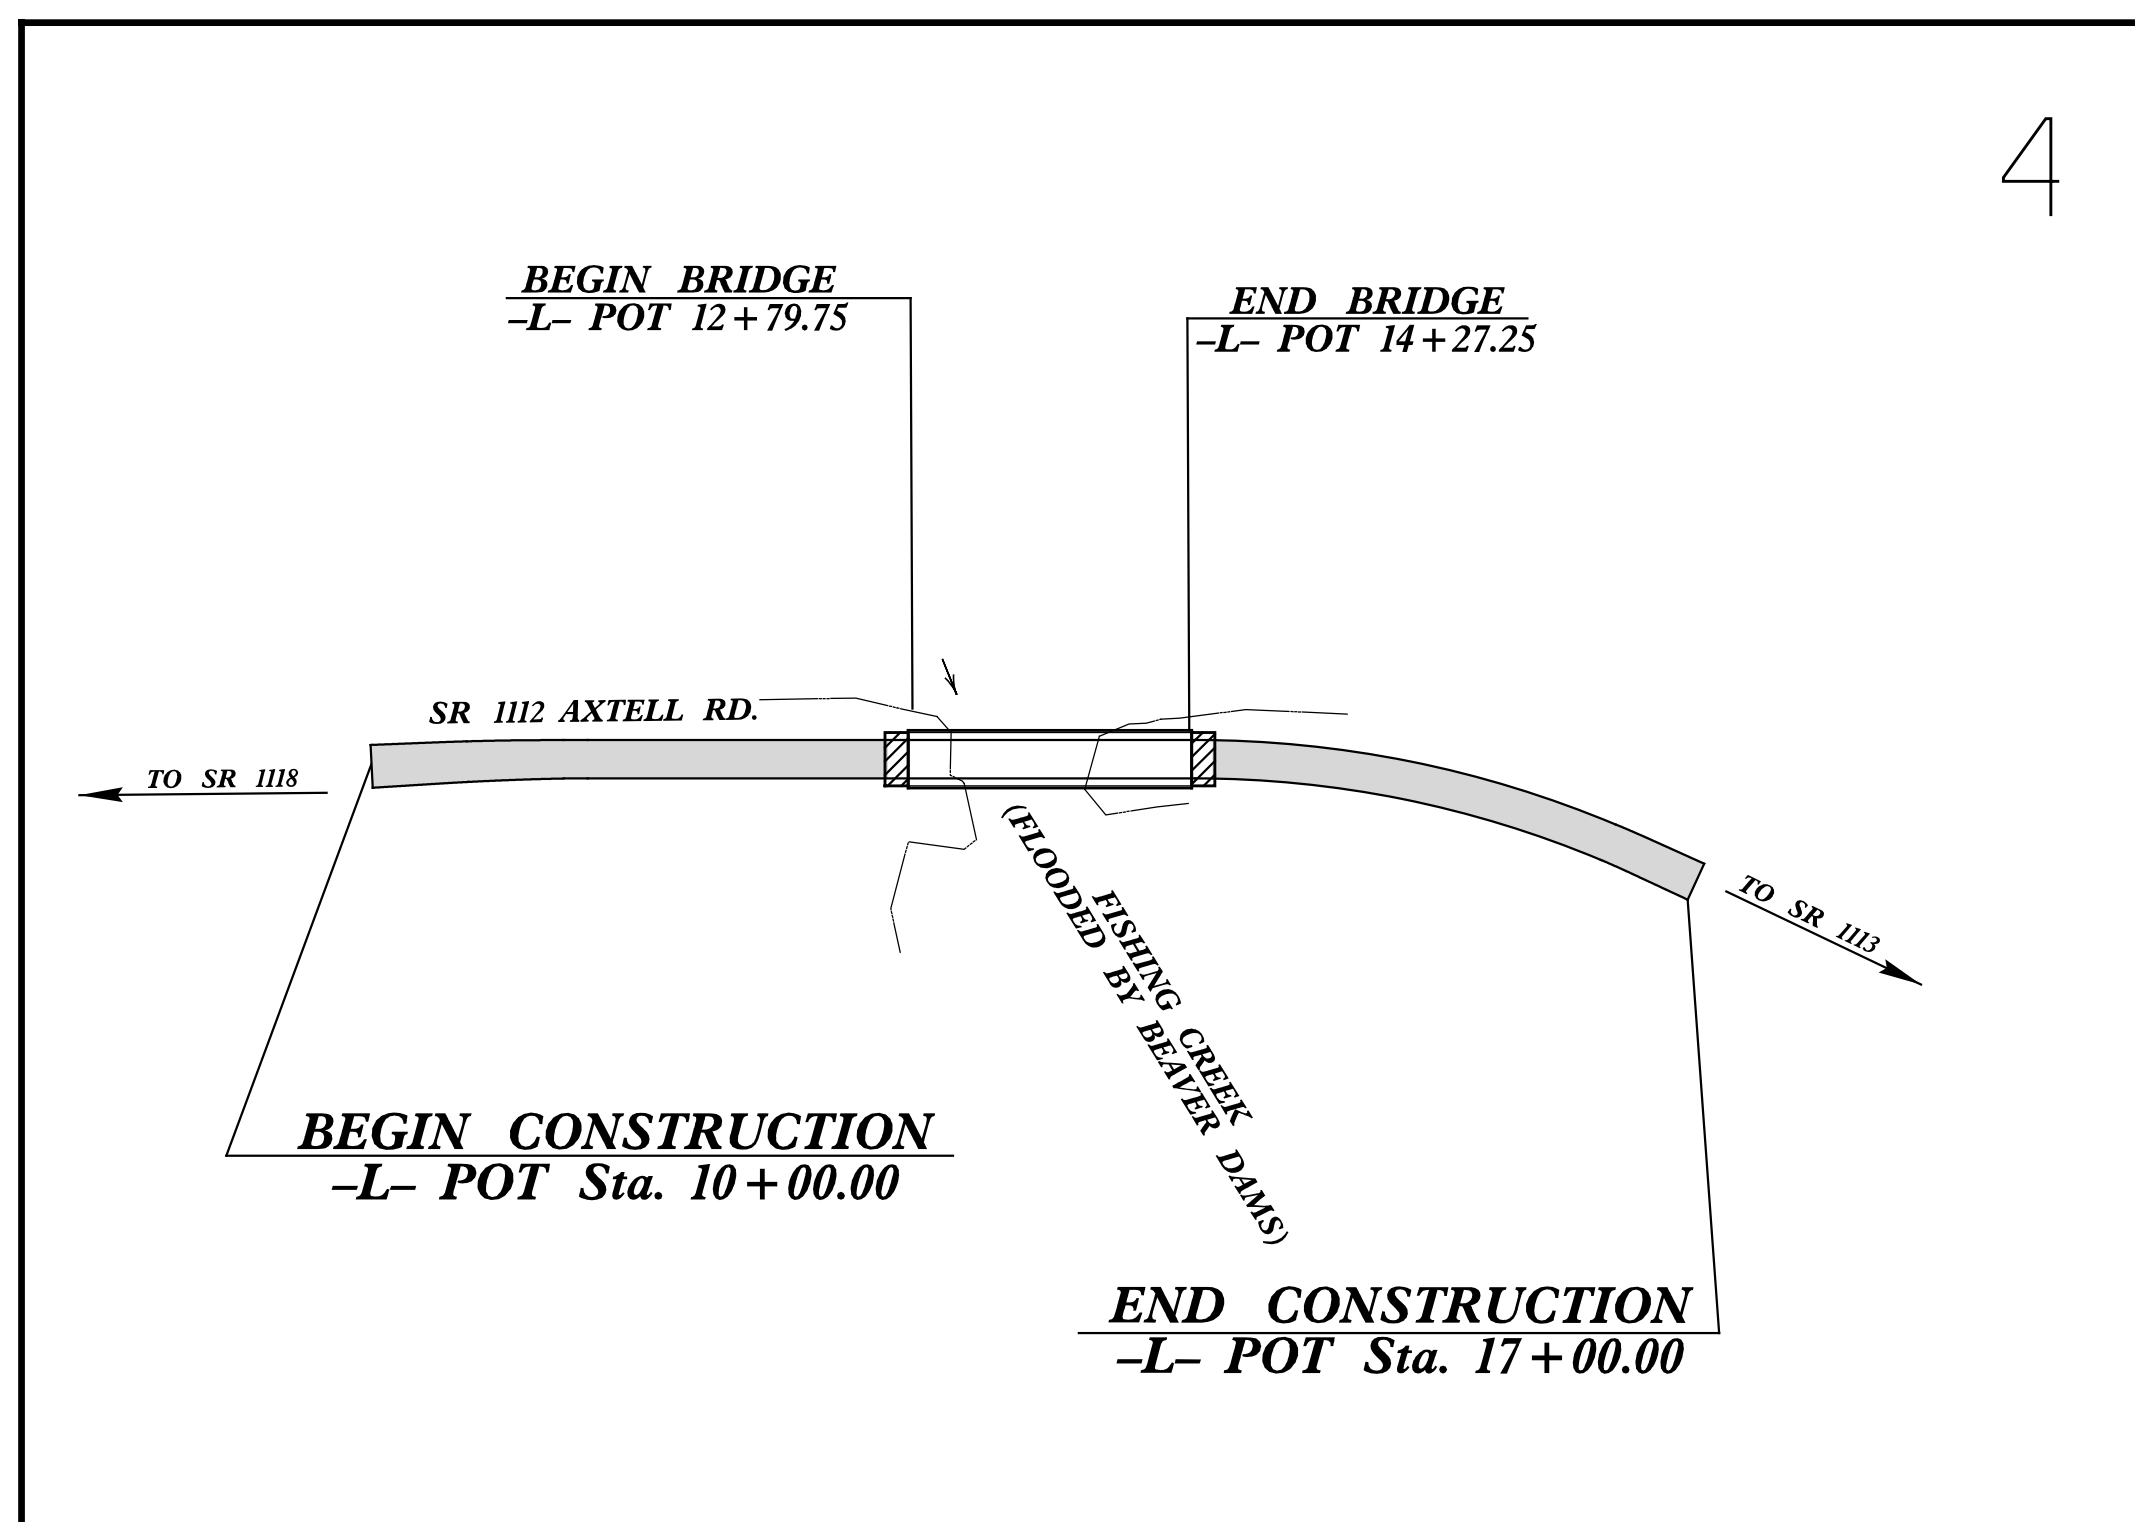 4
BEGIN BRIDGE
–L– POT 12+79.75
END BRIDGE
–L– POT 14+27.25
SR 1112 AXTELL RD.
TO SR 1118
TO SR 1113
FISHING CREEK
(FLOODED BY BEAVER DAMS)
BEGIN CONSTRUCTION
–L– POT Sta. 10+00.00
END CONSTRUCTION
–L– POT Sta. 17+00.00